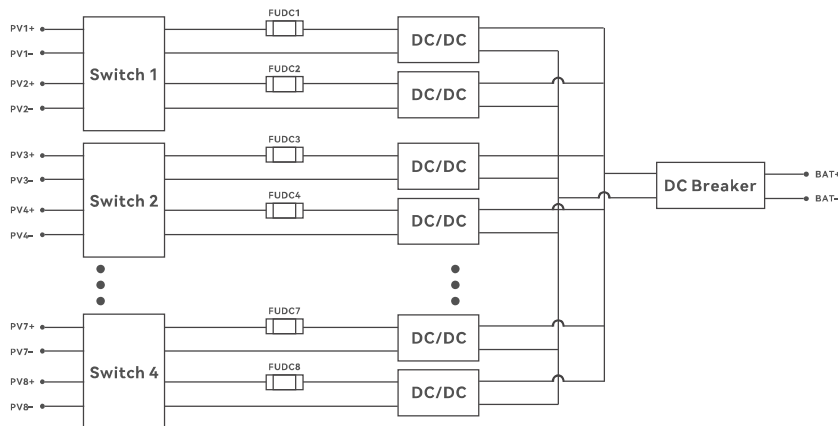 PV1+
PV1-
PV2+
PV2-
Switch 1
FUDC1
FUDC2
DC/DC
DC/DC
PV3+
PV3-
PV4+
PV4-
Switch 2
FUDC3
FUDC4
DC/DC
DC/DC
DC Breaker
BAT+
BAT-
PV7+
PV7-
PV8+
PV8-
Switch 4
FUDC7
FUDC8
DC/DC
DC/DC